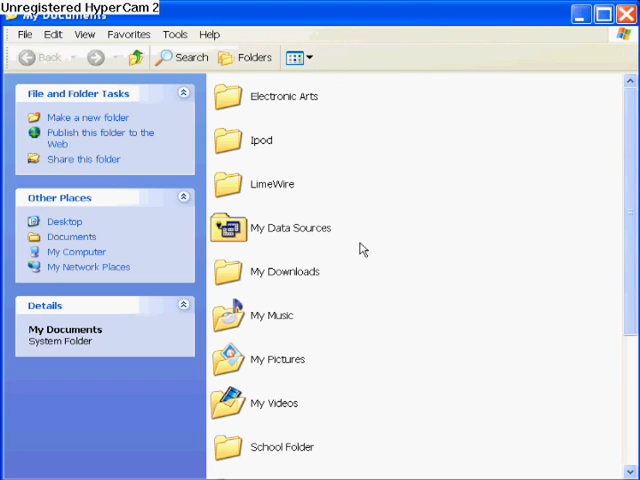 Unregistered HyperCam 2
My Documents
File Edit View Favorites Tools Help
Back Search Folders
File and Folder Tasks
Make a new folder
Publish this folder to the
Web
Share this folder
Other Places
Desktop
Documents
My Computer
My Network Places
Details
My Documents
System Folder
Electronic Arts
Ipod
LimeWire
My Data Sources
My Downloads
My Music
My Pictures
My Videos
School Folder